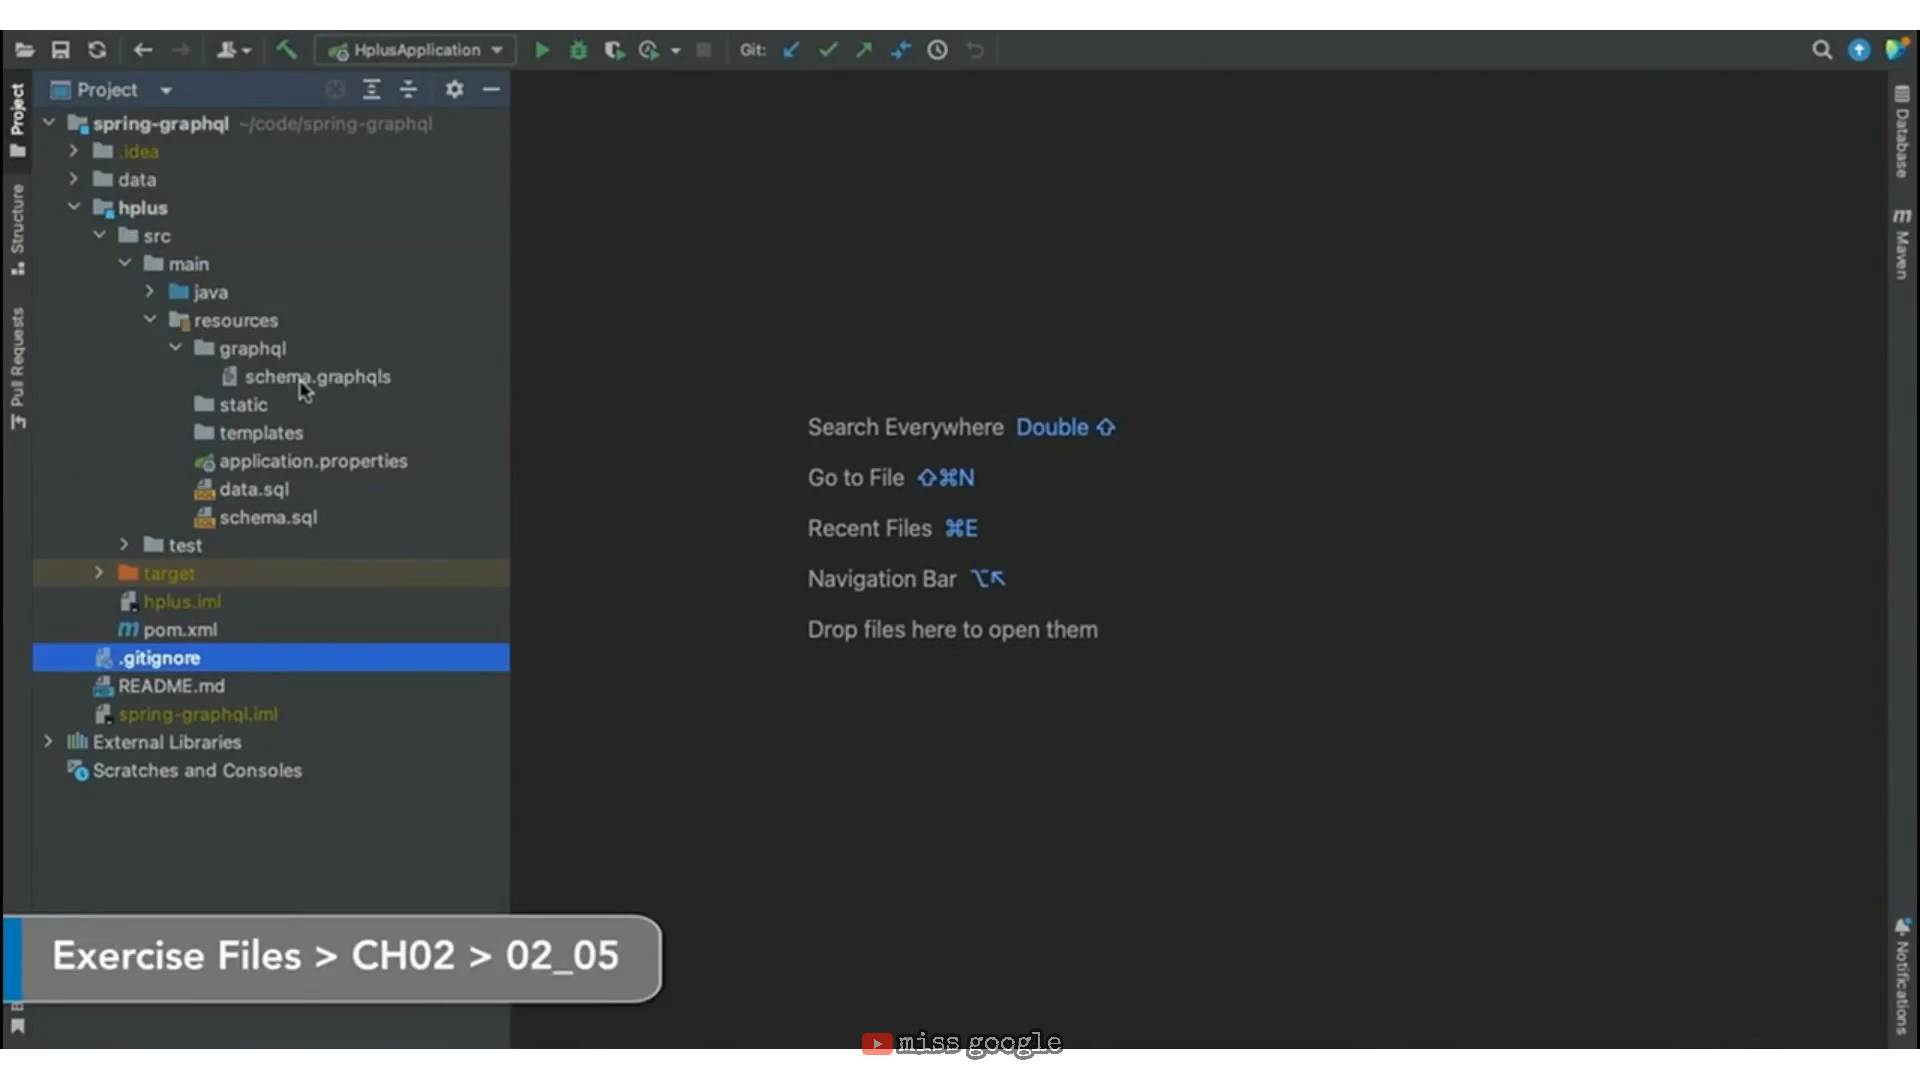 HplusApplication Git:
Project
spring-graphql ~/code/spring-graphql
.idea
data
hplus
src
main
java
resources
graphql
schema.graphqls
static
templates
application.properties
data.sql
schema.sql
test
target
hplus.iml
pom.xml
.gitignore
README.md
spring-graphql.iml
External Libraries
Scratches and Consoles
Project
Structure
Pull Requests
Search Everywhere Double ⇧
Go to File ⇧⌘N
Recent Files ⌘E
Navigation Bar ⌥↖
Drop files here to open them
Database
Maven
Notifications
Exercise Files > CH02 > 02_05
miss google